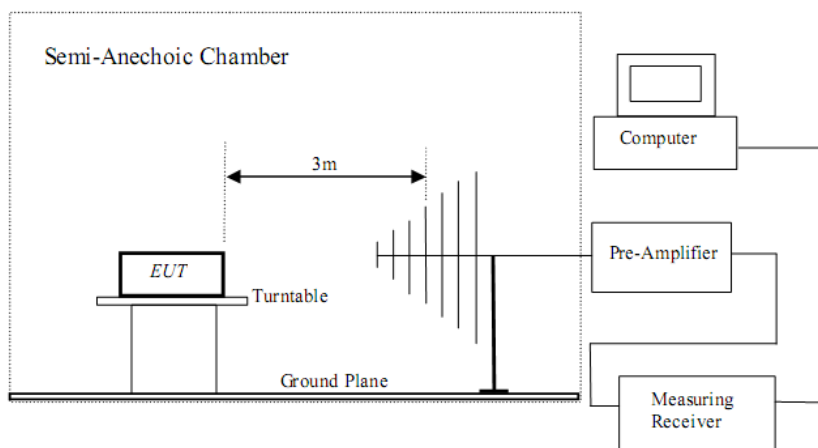 Semi-Anechoic Chamber
Computer
3m
Pre-Amplifier
EUT
Turntable
Ground Plane
Measuring
Receiver